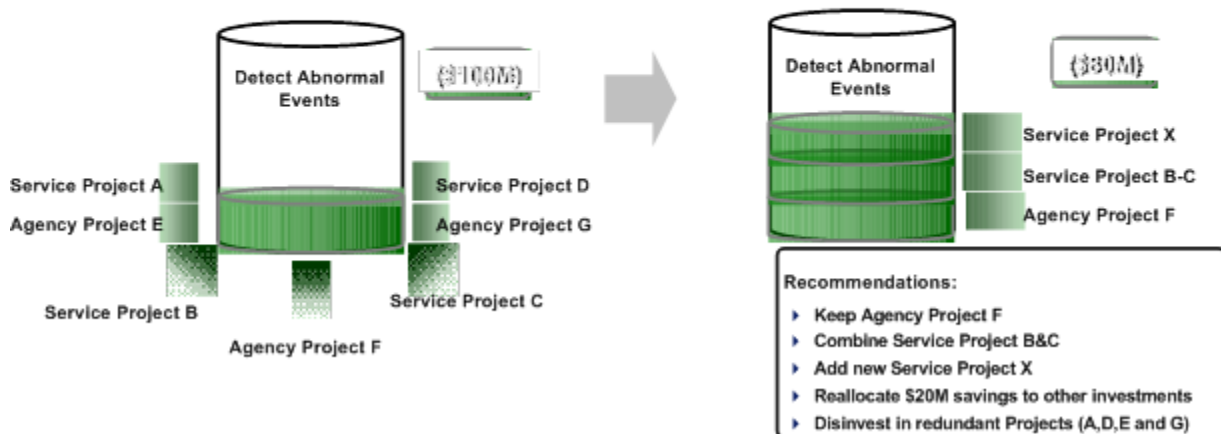 Detect Abnormal
Events
($100M)
Service Project A
Agency Project E
Service Project B
Agency Project F
Service Project C
Agency Project G
Service Project D
Detect Abnormal
Events
($80M)
Service Project X
Service Project B-C
Agency Project F
Recommendations:
Keep Agency Project F
Combine Service Project B&C
Add new Service Project X
Reallocate $20M savings to other investments
Disinvest in redundant Projects (A,D,E and G)